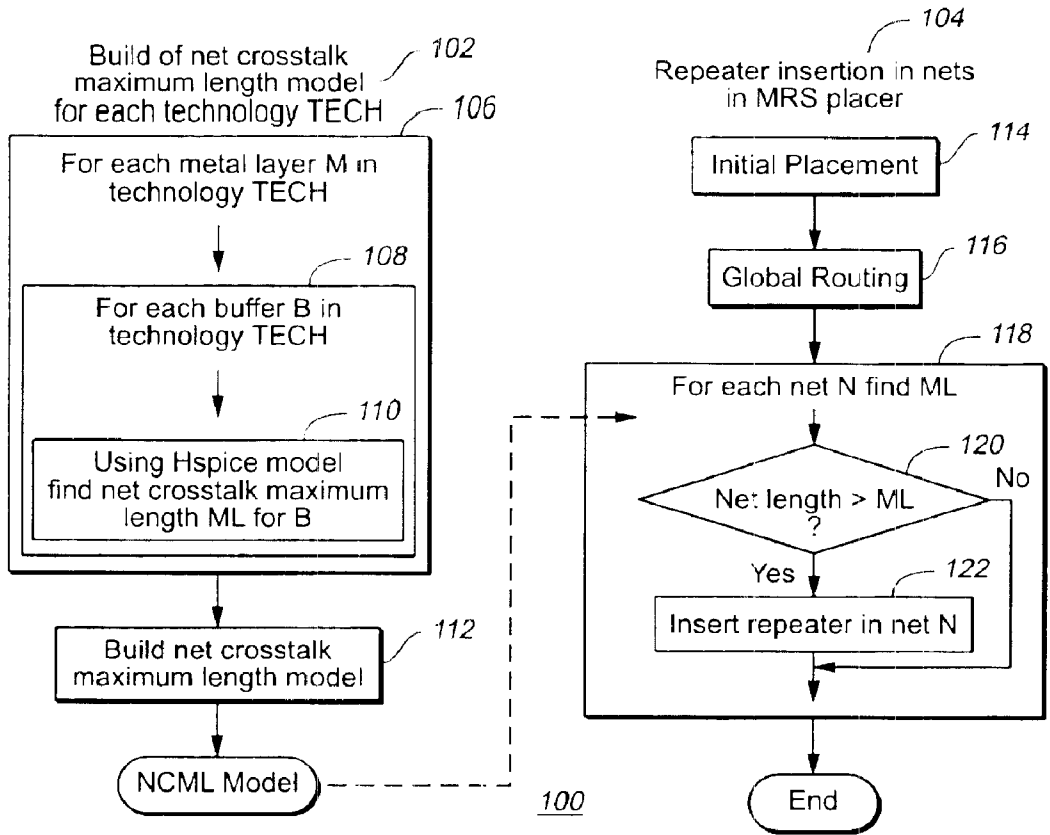 102
Build of net crosstalk
maximum length model
for each technology TECH
106
For each metal layer M in
technology TECH
108
For each buffer B in
technology TECH
110
Using Hspice model
find net crosstalk maximum
length ML for B
112
Build net crosstalk
maximum length model
NCML Model
104
Repeater insertion in nets
in MRS placer
114
Initial Placement
116
Global Routing
118
For each net N find ML
120
Net length > ML
?
No
Yes
122
Insert repeater in net N
End
100